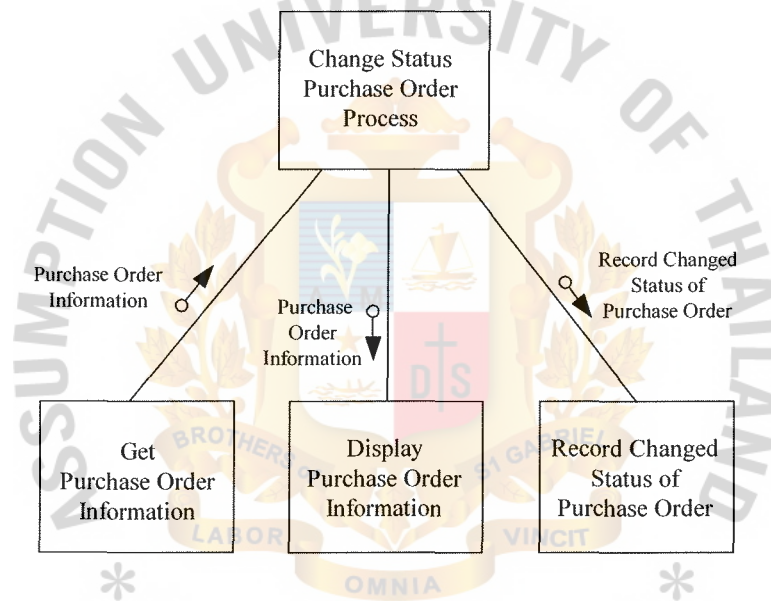 ASSUMPTION UNIVERSITY OF THAILAND
Change Status
Purchase Order
Process
Purchase Order
Information
Purchase
Order
Information
Record Changed
Status of
Purchase Order
A M
D S
BROTHERS OF ST GABRIEL
Get
Purchase Order
Information
Display
Purchase Order
Information
Record Changed
Status of
Purchase Order
LABOR
VINCIT
OMNIA